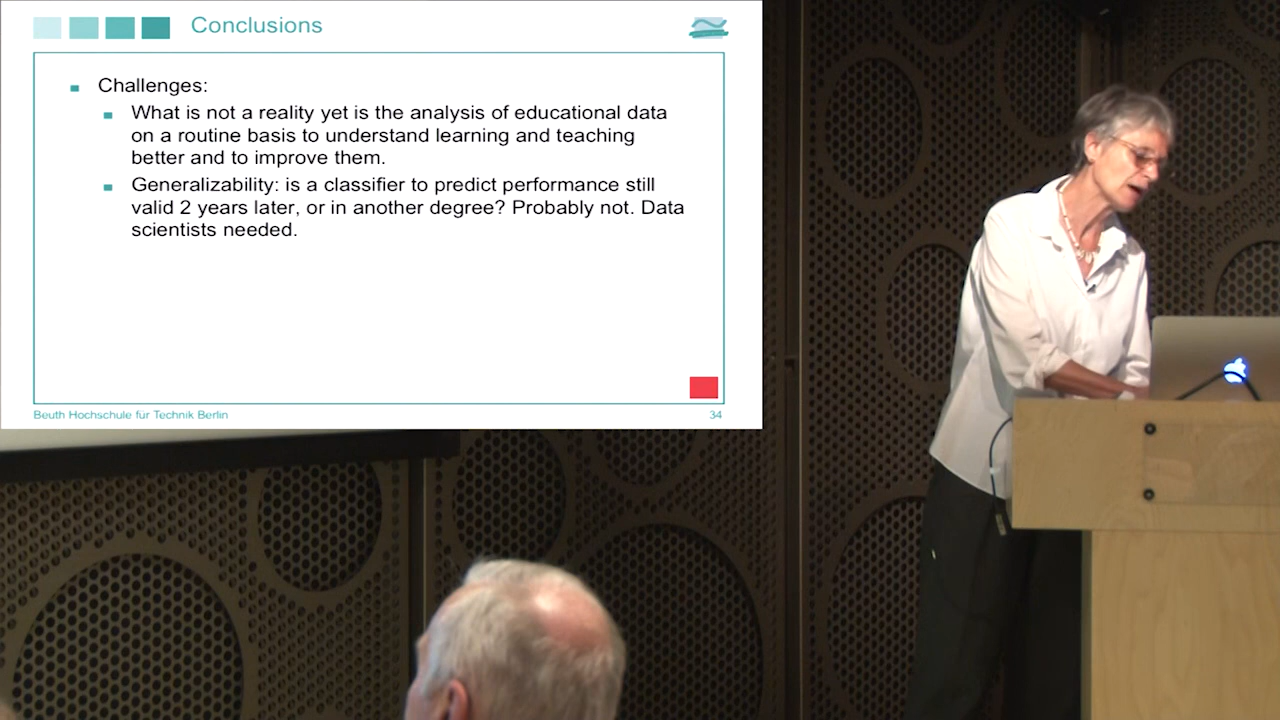 Conclusions
Challenges:
What is not a reality yet is the analysis of educational data
on a routine basis to understand learning and teaching
better and to improve them.
Generalizability: is a classifier to predict performance still
valid 2 years later, or in another degree? Probably not. Data
scientists needed.
Beuth Hochschule für Technik Berlin
34